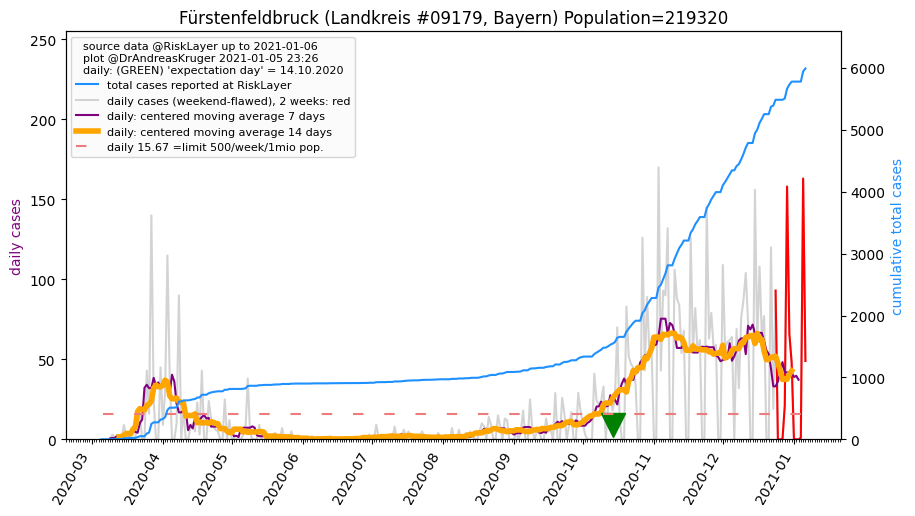 Fürstenfeldbruck (Landkreis #09179, Bayern) Population=219320
source data @RiskLayer up to 2021-01-06
plot @DrAndreasKruger 2021-01-05 23:26
daily: (GREEN) 'expectation day' = 14.10.2020
total cases reported at RiskLayer
daily cases (weekend-flawed), 2 weeks: red
daily: centered moving average 7 days
daily: centered moving average 14 days
daily 15.67 =limit 500/week/1mio pop.
daily cases
250
200
150
100
50
0
cumulative total cases
6000
5000
4000
3000
2000
1000
0
2020-03
2020-04
2020-05
2020-06
2020-07
2020-08
2020-09
2020-10
2020-11
2020-12
2021-01